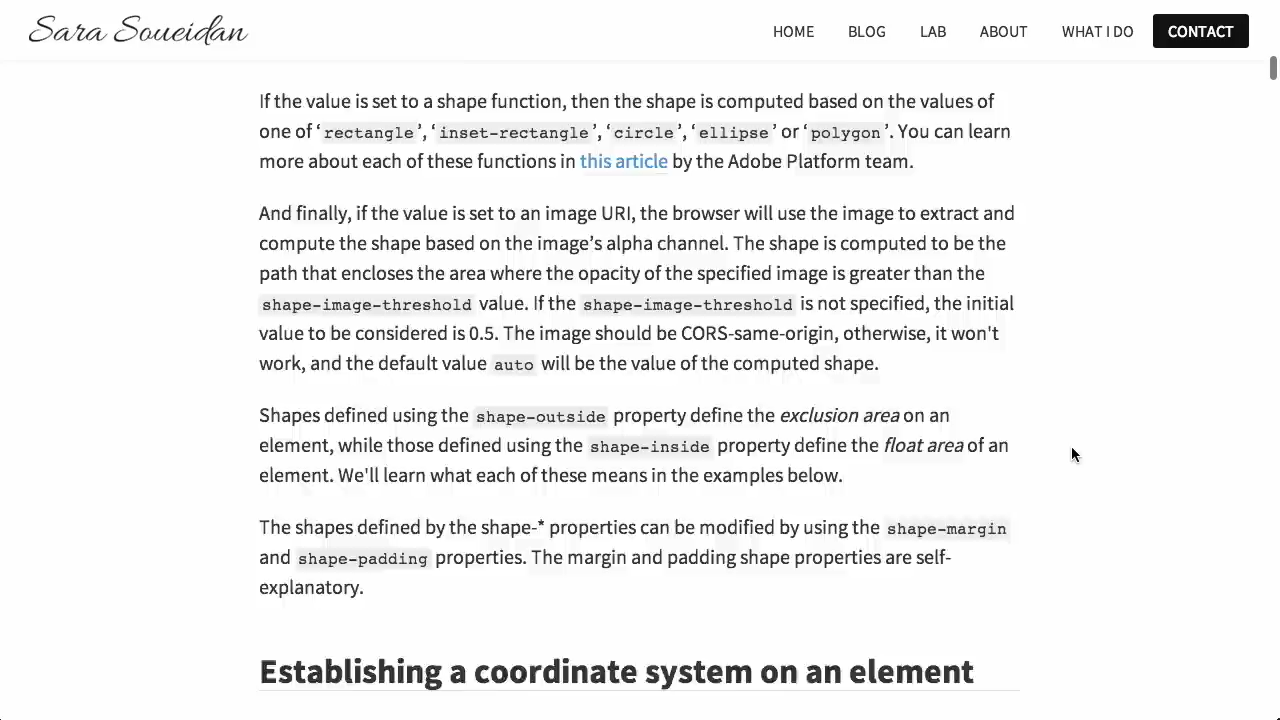 Sara Soueidan
HOME BLOG LAB ABOUT WHAT I DO CONTACT
If the value is set to a shape function, then the shape is computed based on the values of
one of ‘rectangle’, ‘inset-rectangle’, ‘circle’, ‘ellipse’ or ‘polygon’. You can learn
more about each of these functions in this article by the Adobe Platform team.
And finally, if the value is set to an image URI, the browser will use the image to extract and
compute the shape based on the image’s alpha channel. The shape is computed to be the
path that encloses the area where the opacity of the specified image is greater than the
shape-image-threshold value. If the shape-image-threshold is not specified, the initial
value to be considered is 0.5. The image should be CORS-same-origin, otherwise, it won't
work, and the default value auto will be the value of the computed shape.
Shapes defined using the shape-outside property define the exclusion area on an
element, while those defined using the shape-inside property define the float area of an
element. We'll learn what each of these means in the examples below.
The shapes defined by the shape-* properties can be modified by using the shape-margin
and shape-padding properties. The margin and padding shape properties are self-
explanatory.
Establishing a coordinate system on an element